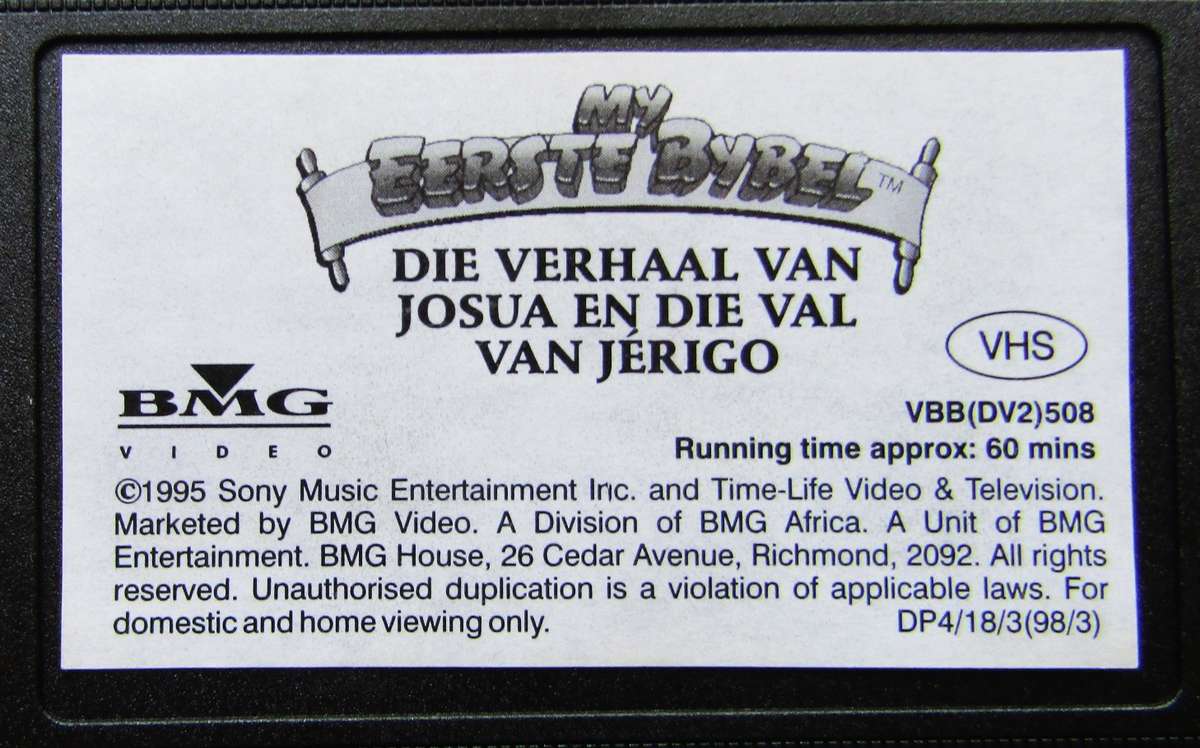 MY
EERSTE BYBEL™
DIE VERHAAL VAN
JOSUA EN DIE VAL
VAN JÉRIGO
VHS
BMG
VIDEO
VBB(DV2)508
Running time approx: 60 mins
©1995 Sony Music Entertainment Inc. and Time-Life Video & Television.
Marketed by BMG Video. A Division of BMG Africa. A Unit of BMG
Entertainment. BMG House, 26 Cedar Avenue, Richmond, 2092. All rights
reserved. Unauthorised duplication is a violation of applicable laws. For
domestic and home viewing only.
DP4/18/3(98/3)